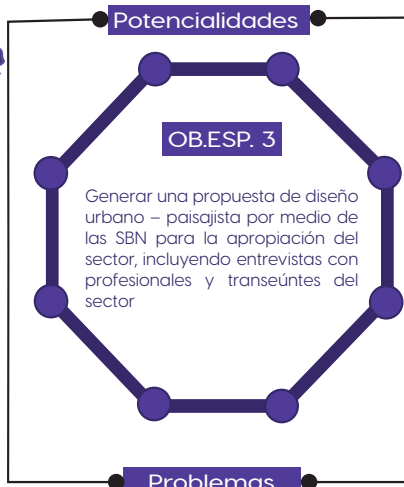 Potencialidades
OB.ESP. 3
Generar una propuesta de diseño
urbano – paisajista por medio de
las SBN para la apropiación del
sector, incluyendo entrevistas con
profesionales y transeúntes del
sector
Problemas